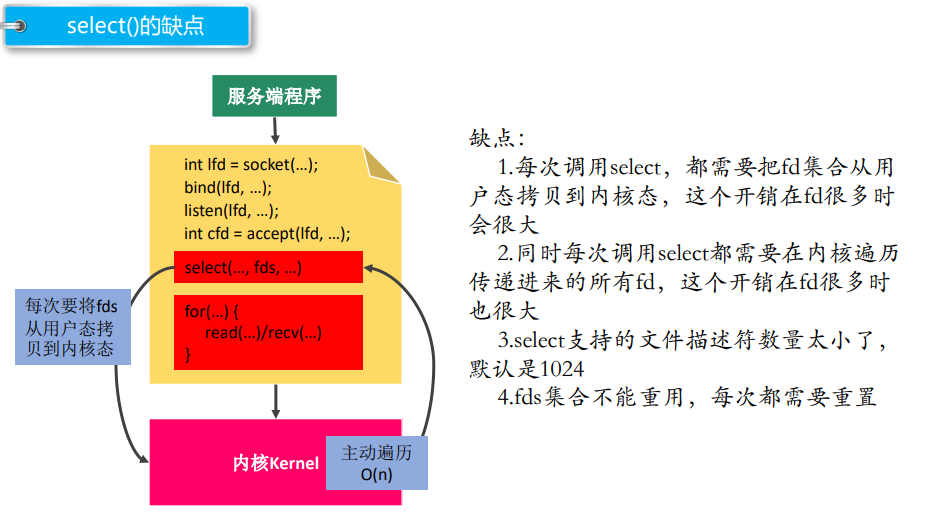 select()的缺点
服务端程序
int lfd = socket(…);
bind(lfd, …);
listen(lfd, …);
int cfd = accept(lfd, …);
select(…, fds, …)
for(…) {
read(…)/recv(…)
}
每次要将fds
从用户态拷
贝到内核态
内核Kernel
主动遍历
O(n)
缺点：
1.每次调用select，都需要把fd集合从用
户态拷贝到内核态，这个开销在fd很多时
会很大
2.同时每次调用select都需要在内核遍历
传递进来的所有fd，这个开销在fd很多时
也很大
3.select支持的文件描述符数量太小了，
默认是1024
4.fds集合不能重用，每次都需要重置